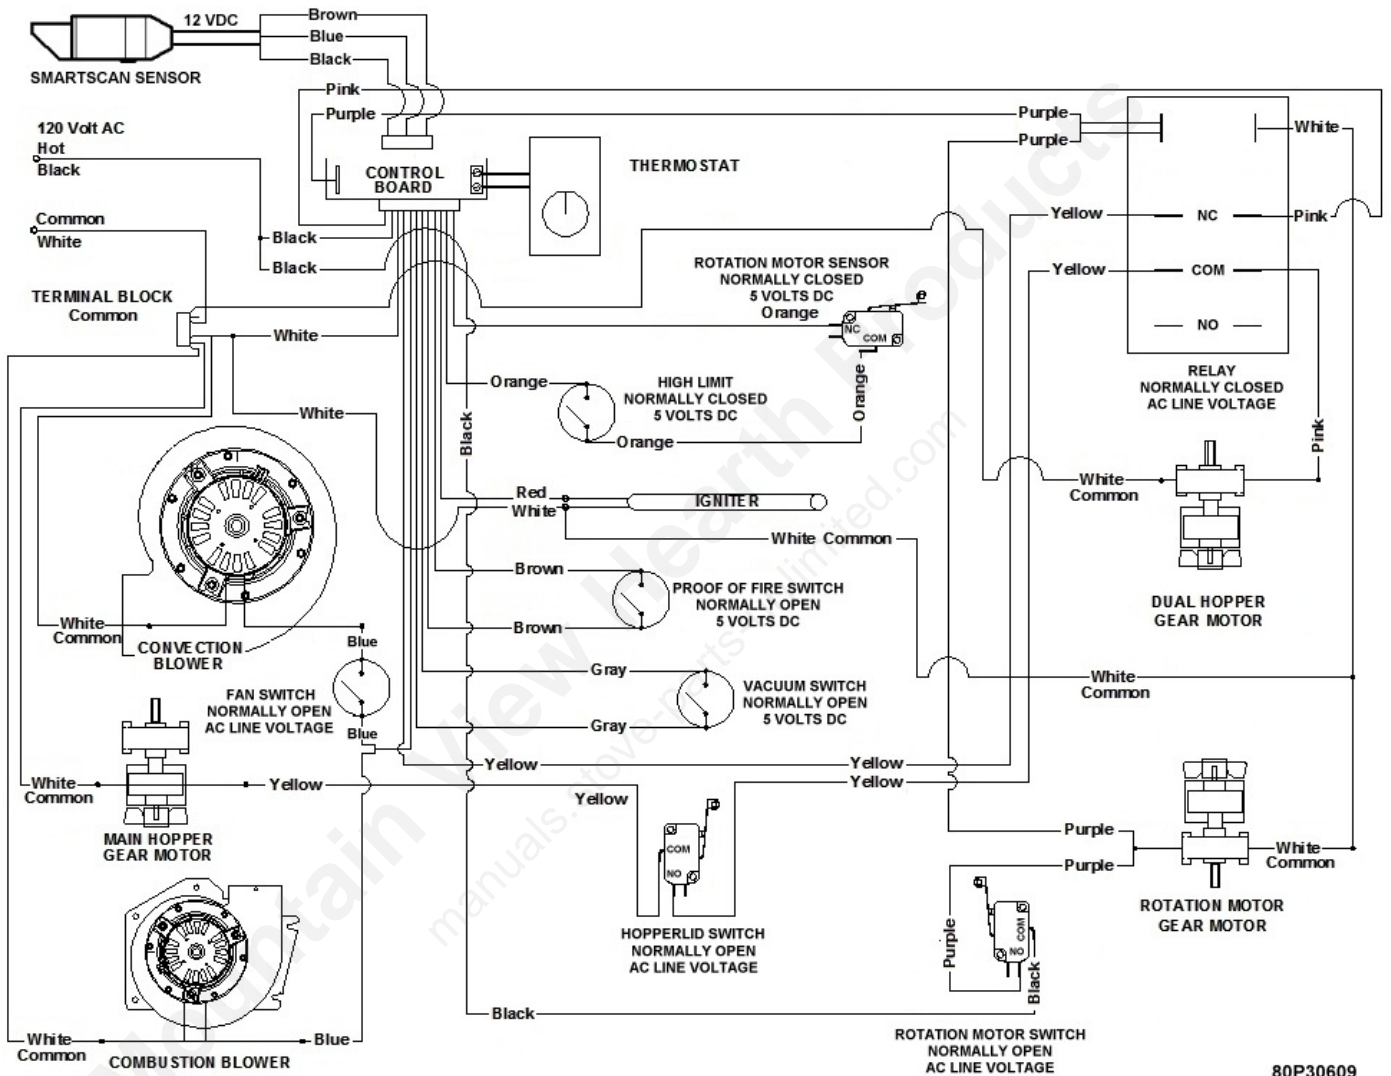 12 VDC
Brown
Blue
Black
SMARTSCAN SENSOR
Pink
Purple
Purple
Purple
White
120 Volt AC
Hot
Black
CONTROL
BOARD
THERMOSTAT
Common
White
Black
Black
Yellow
NC
Pink
Yellow
COM
NO
RELAY
NORMALLY CLOSED
AC LINE VOLTAGE
ROTATION MOTOR SENSOR
NORMALLY CLOSED
5 VOLTS DC
Orange
NC
COM
TERMINAL BLOCK
Common
White
Orange
HIGH LIMIT
NORMALLY CLOSED
5 VOLTS DC
Orange
Orange
White
Black
Pink
Red
White
IGNITER
White Common
White
Common
DUAL HOPPER
GEAR MOTOR
Brown
PROOF OF FIRE SWITCH
NORMALLY OPEN
5 VOLTS DC
Brown
White
Common
CONVECTION
BLOWER
Blue
FAN SWITCH
NORMALLY OPEN
AC LINE VOLTAGE
Blue
Gray
VACUUM SWITCH
NORMALLY OPEN
5 VOLTS DC
Gray
White
Common
Yellow
Yellow
Yellow
White
Common
Yellow
Yellow
MAIN HOPPER
GEAR MOTOR
COM
NO
HOPPERLID SWITCH
NORMALLY OPEN
AC LINE VOLTAGE
Purple
Purple
White
Common
ROTATION MOTOR
GEAR MOTOR
Purple
COM
NO
Black
Black
ROTATION MOTOR SWITCH
NORMALLY OPEN
AC LINE VOLTAGE
White
Common
Blue
COMBUSTION BLOWER
80P30609
Mountain View Hearth Products
manuals.stove-parts-unlimited.com